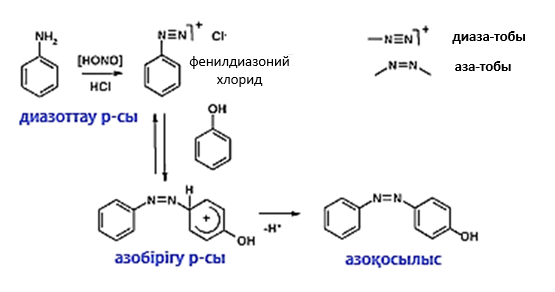 NH₂
[HONO]
HCl
N≡N]⁺ Cl⁻
фенилдиазоний
хлорид
—N≡N]⁺ диаза-тобы
N=N аза-тобы
диазоттау р-сы
OH
N=N H
+
OH
-H⁺
N=N
OH
азобірігу р-сы
азоқосылыс